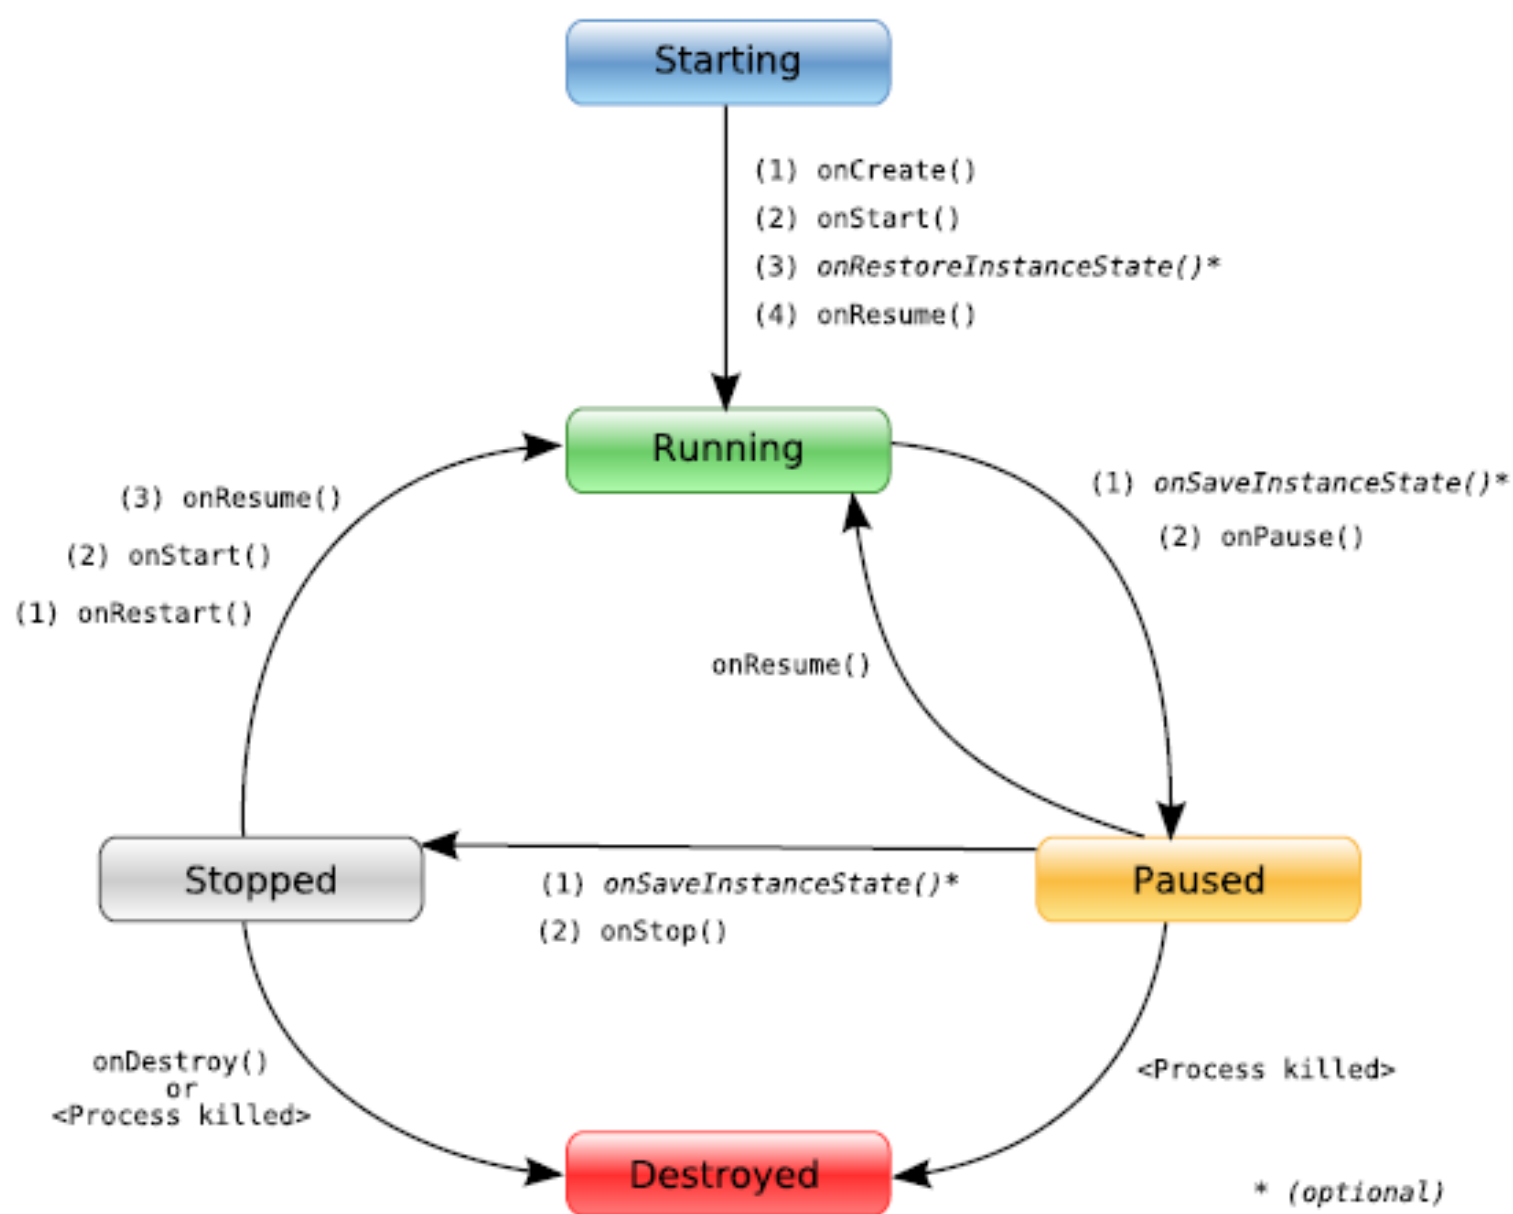 Starting
(1) onCreate()
(2) onStart()
(3) onRestoreInstanceState()*
(4) onResume()
Running
(1) onSaveInstanceState()*
(2) onPause()
(3) onResume()
(2) onStart()
(1) onRestart()
onResume()
Stopped
(1) onSaveInstanceState()*
(2) onStop()
Paused
onDestroy()
or
<Process killed>
<Process killed>
Destroyed
* (optional)